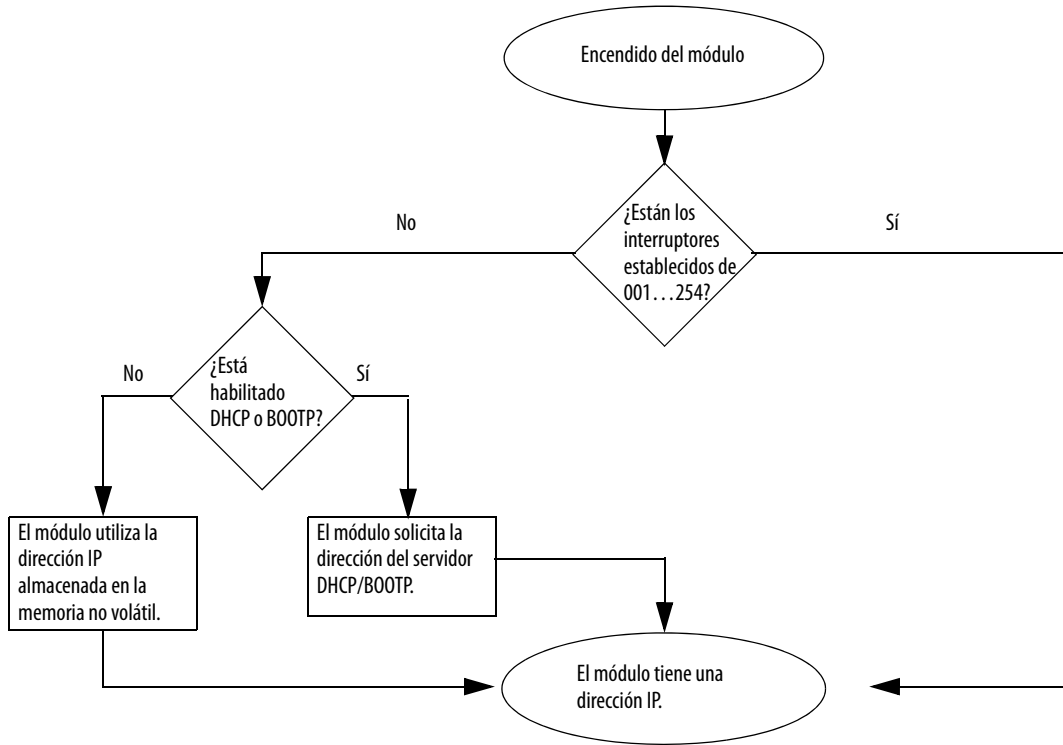 Encendido del módulo
¿Están los
interruptores
establecidos de
001...254?
No
Sí
¿Está
habilitado
DHCP o BOOTP?
No
Sí
El módulo utiliza la
dirección IP
almacenada en la
memoria no volátil.
El módulo solicita la
dirección del servidor
DHCP/BOOTP.
El módulo tiene una
dirección IP.